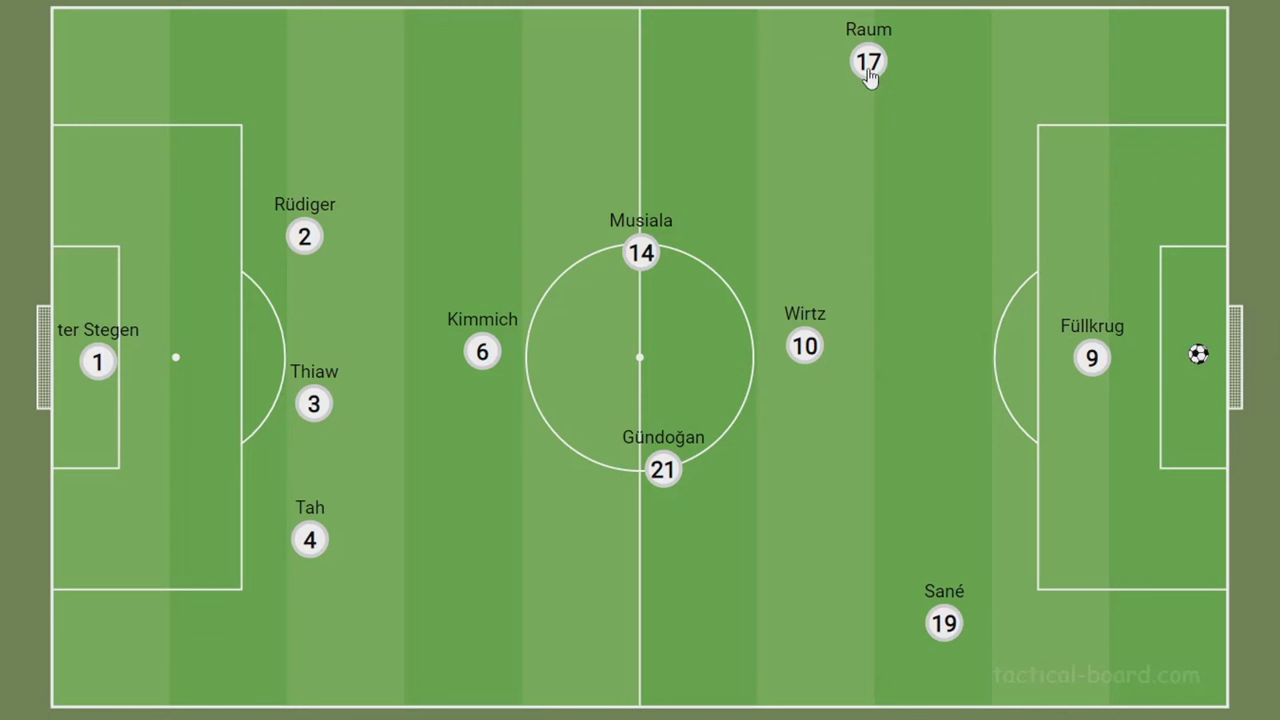 Raum
17
Rüdiger
2
Musiala
14
ter Stegen
1
Kimmich
6
Wirtz
10
Füllkrug
9
Thiaw
3
Gündoğan
21
Tah
4
Sané
19
tactical-board.com